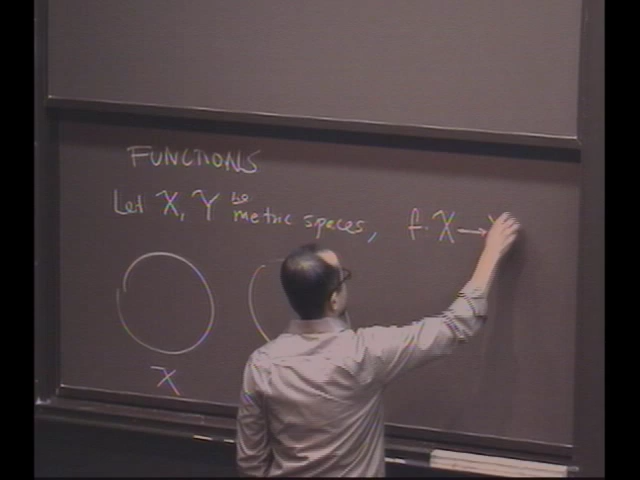 FUNCTIONS
Let X, Y be metric spaces, f: X → Y
X